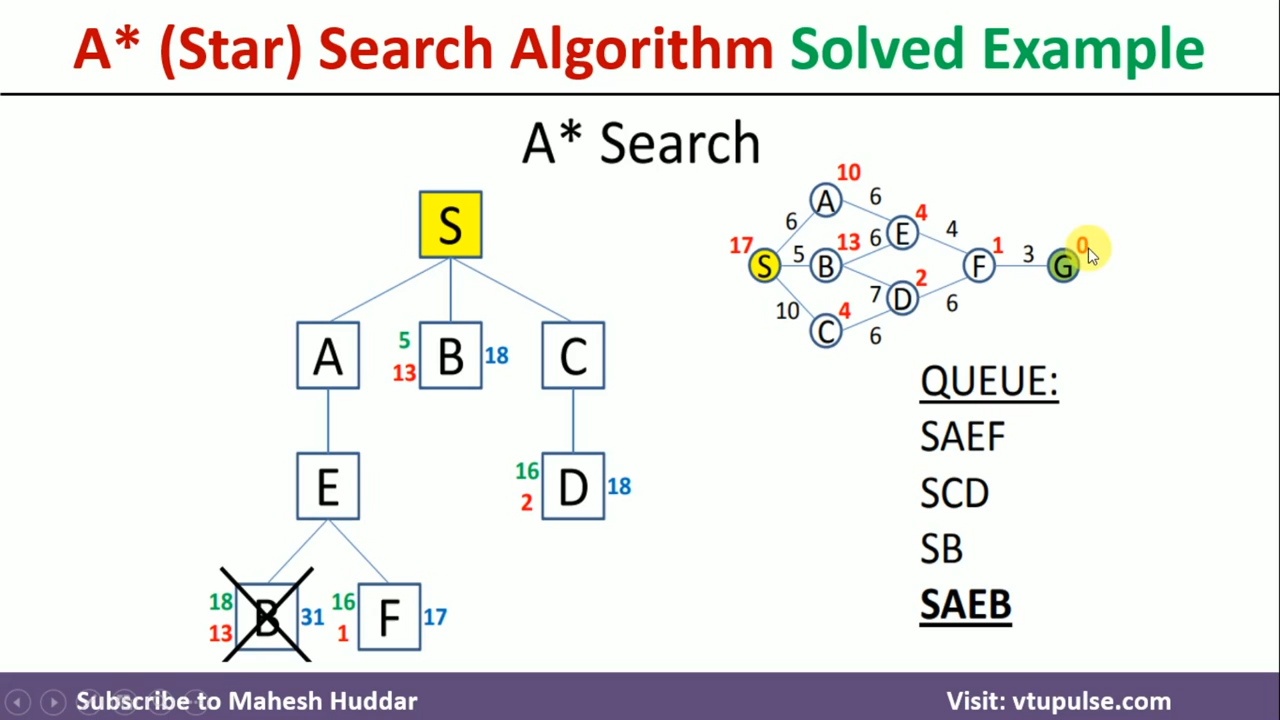 A* (Star) Search Algorithm Solved Example
A* Search
S
A
5
13
B
18
C
E
16
2
D
18
18
13
B
31
16
1
F
17
10
A
6
6
4
E
4
17
S
5
13
B
6
1
F
3
0
G
2
D
7
10
4
C
6
6
QUEUE:
SAEF
SCD
SB
SAEB
Subscribe to Mahesh Huddar
Visit: vtupulse.com